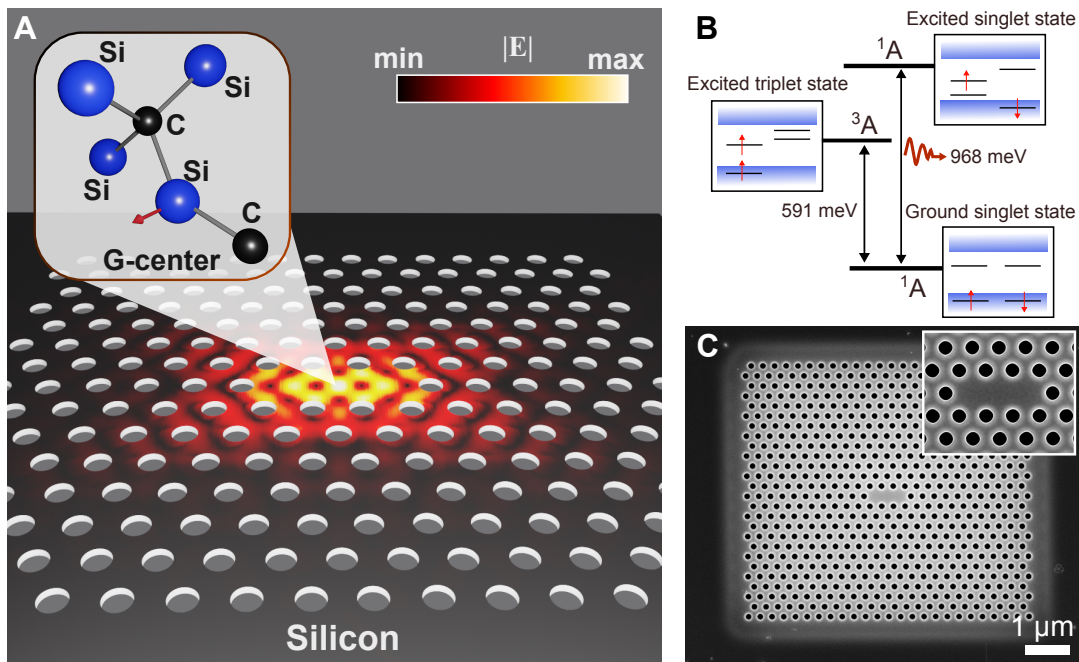 A
Si
Si
C
Si
Si
C
G-center
|E|
min
max
Silicon
B
Excited singlet state
¹A
Excited triplet state
³A
968 meV
591 meV
Ground singlet state
¹A
C
1 μm